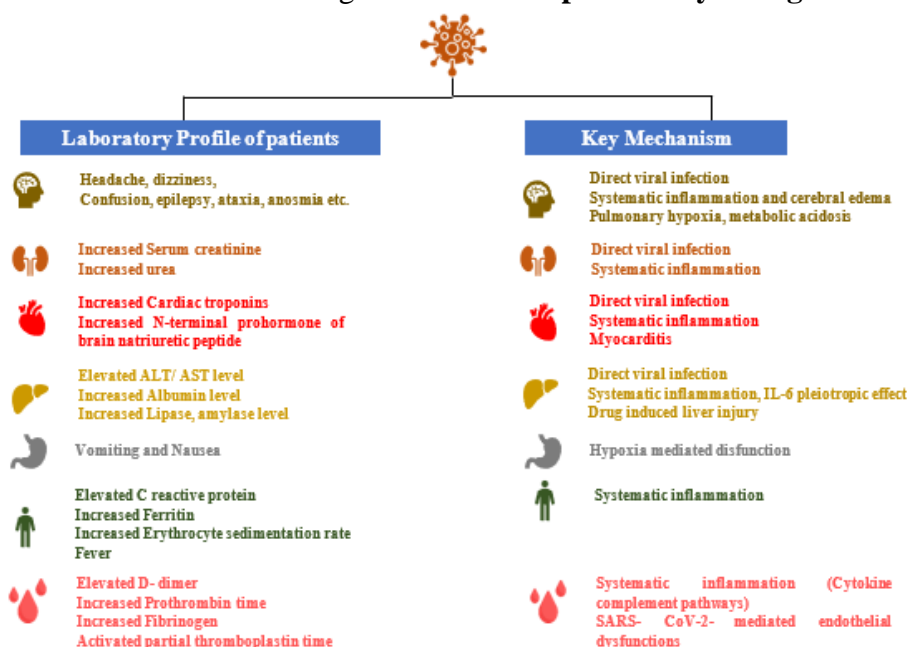 Laboratory Profile of patients
Headache, dizziness,
Confusion, epilepsy, ataxia, anosmia etc.
Increased Serum creatinine
Increased urea
Increased Cardiac troponins
Increased N-terminal prohormone of
brain natriuretic peptide
Elevated ALT/ AST level
Increased Albumin level
Increased Lipase, amylase level
Vomiting and Nausea
Elevated C reactive protein
Increased Ferritin
Increased Erythrocyte sedimentation rate
Fever
Elevated D- dimer
Increased Prothrombin time
Increased Fibrinogen
Activated partial thromboplastin time
Key Mechanism
Direct viral infection
Systematic inflammation and cerebral edema
Pulmonary hypoxia, metabolic acidosis
Direct viral infection
Systematic inflammation
Direct viral infection
Systematic inflammation
Myocarditis
Direct viral infection
Systematic inflammation, IL-6 pleiotropic effect
Drug induced liver injury
Hypoxia mediated disfunction
Systematic inflammation
Systematic inflammation (Cytokine
complement pathways)
SARS- CoV-2- mediated endothelial
dysfunctions